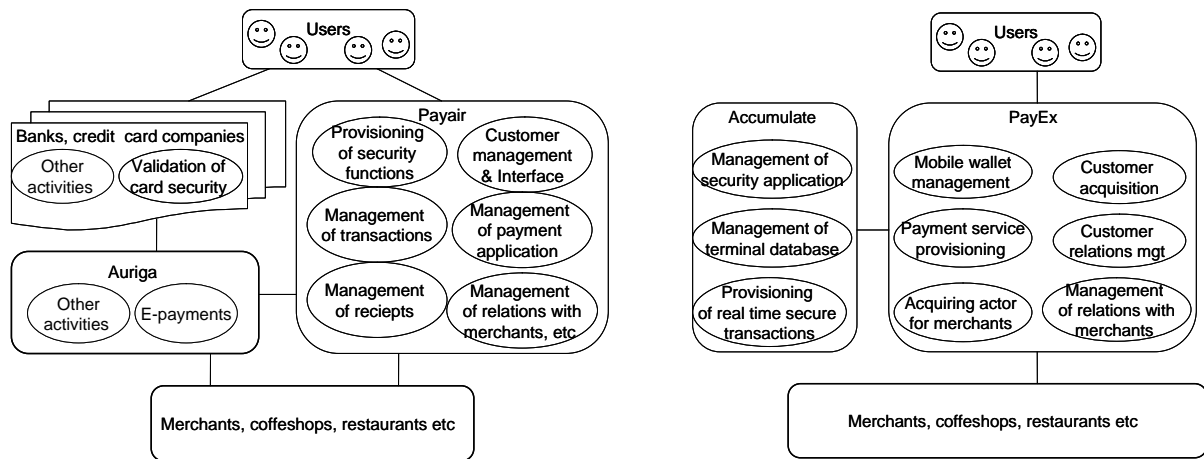 Users
Banks, credit card companies
Other
activities
Validation of
card security
Payair
Provisioning
of security
functions
Customer
management
& Interface
Management
of transactions
Management
of payment
application
Management
of reciepts
Management
of relations with
merchants, etc
Auriga
Other
activities
E-payments
Merchants, coffeshops, restaurants etc
Users
Accumulate
Management of
security application
Management of
terminal database
Provisioning
of real time secure
transactions
PayEx
Mobile wallet
management
Customer
acquisition
Payment service
provisioning
Customer
relations mgt
Acquiring actor
for merchants
Management of
relations with
merchants
Merchants, coffeshops, restaurants etc